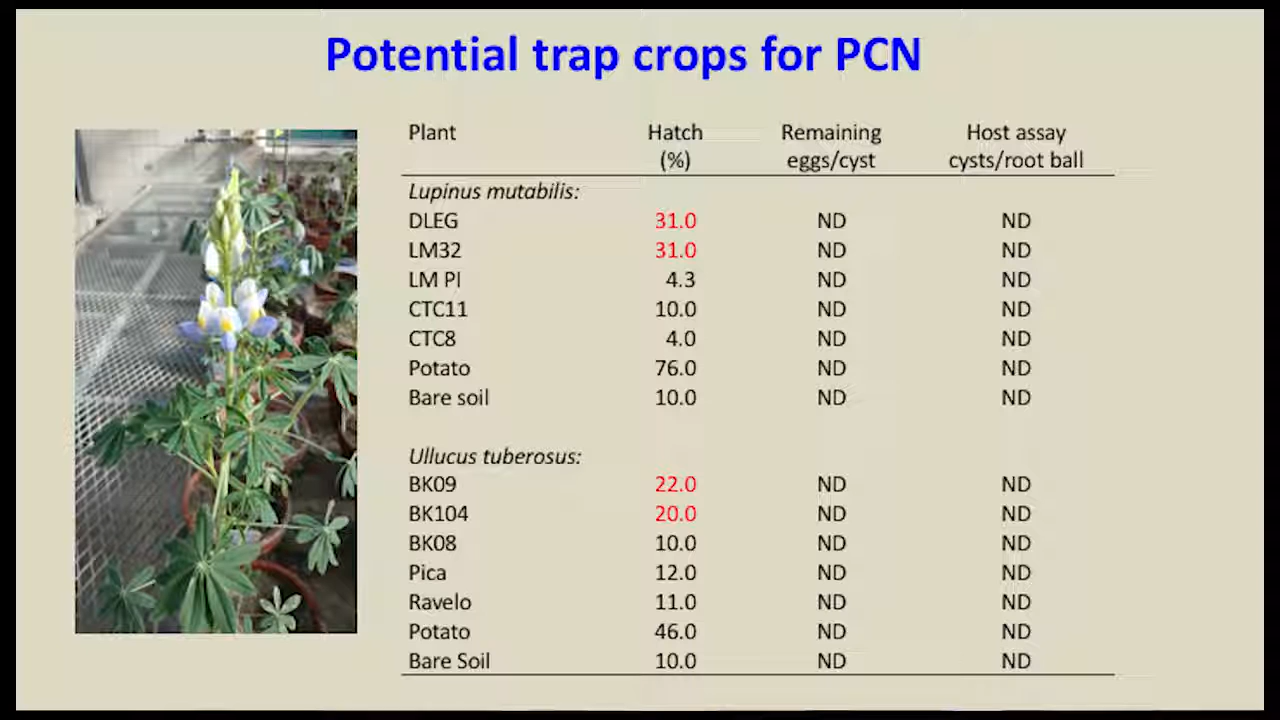 Potential trap crops for PCN
Plant Hatch (%) Remaining eggs/cyst Host assay cysts/root ball
Lupinus mutabilis:
DLEG 31.0 ND ND
LM32 31.0 ND ND
LM PI 4.3 ND ND
CTC11 10.0 ND ND
CTC8 4.0 ND ND
Potato 76.0 ND ND
Bare soil 10.0 ND ND
Ullucus tuberosus:
BK09 22.0 ND ND
BK104 20.0 ND ND
BK08 10.0 ND ND
Pica 12.0 ND ND
Ravelo 11.0 ND ND
Potato 46.0 ND ND
Bare Soil 10.0 ND ND